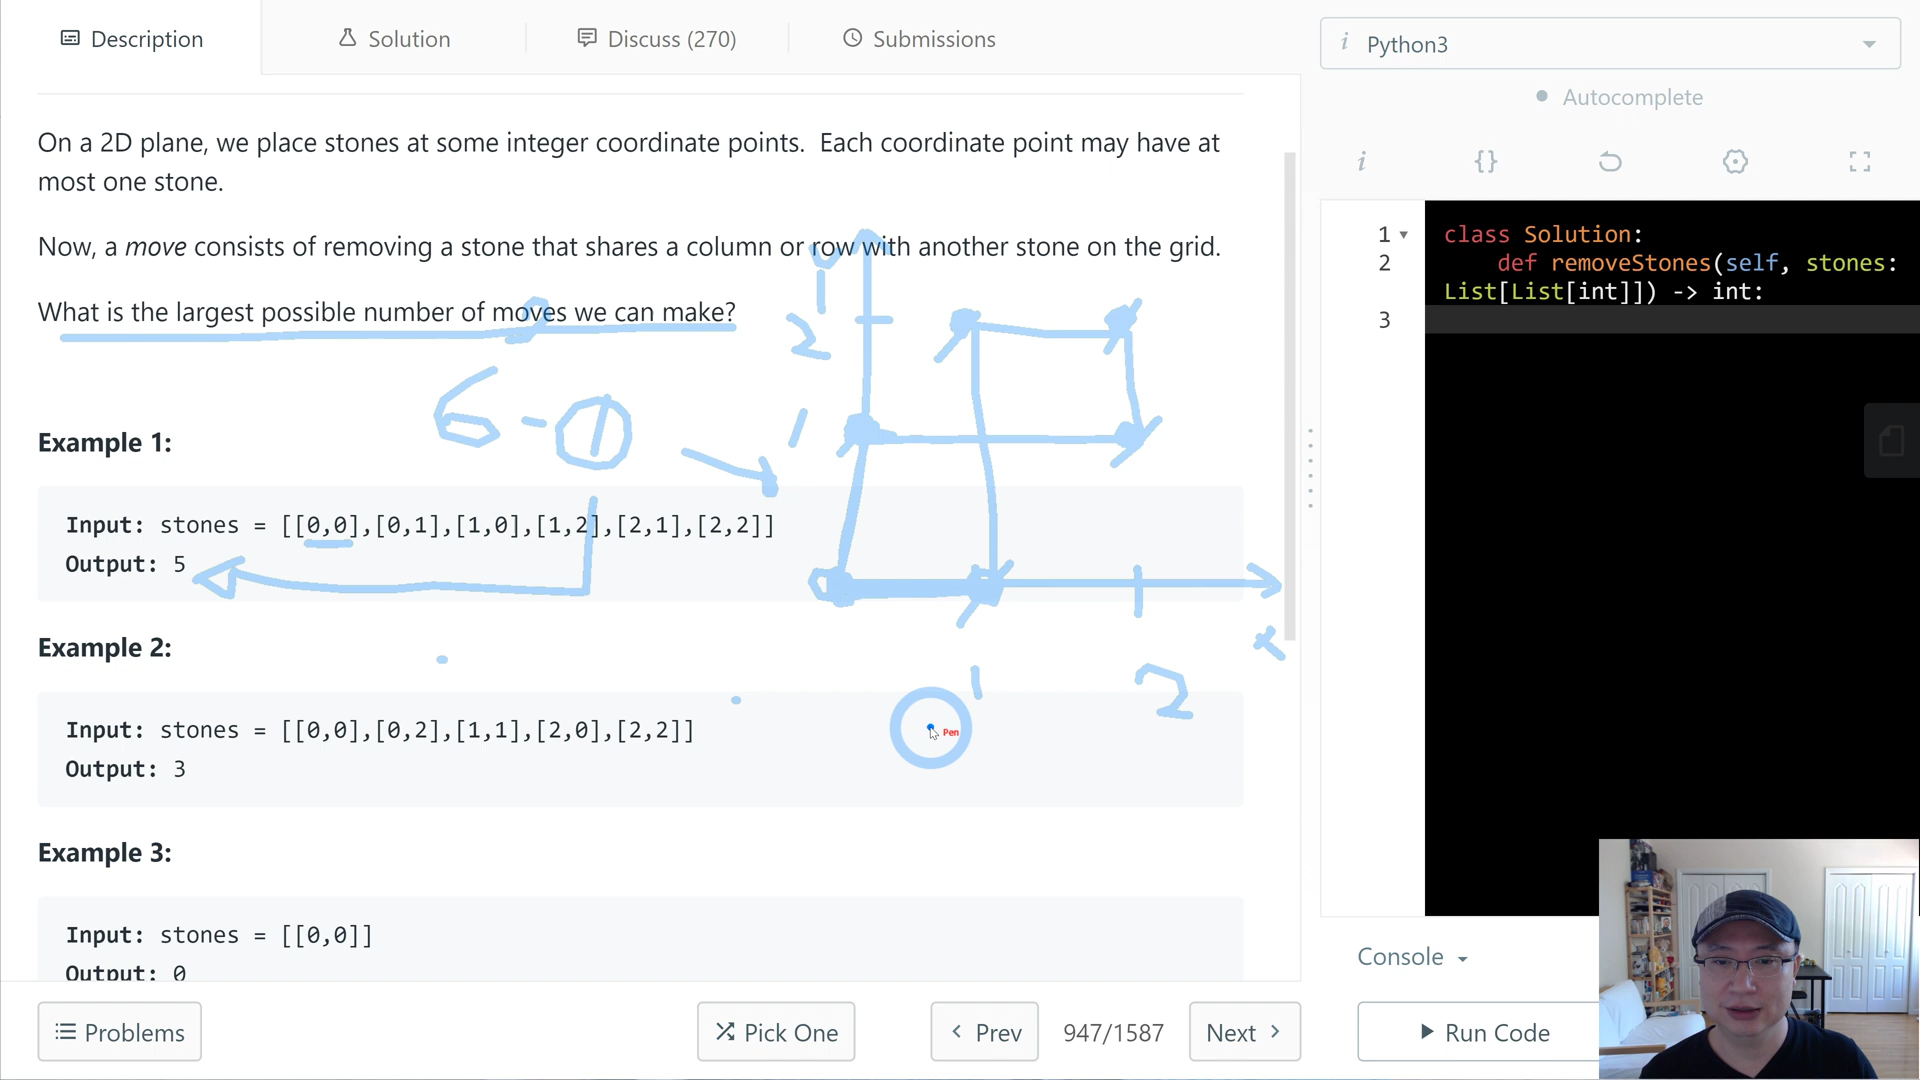 Description
Solution
Discuss (270)
Submissions
i Python3
Autocomplete
i {}
On a 2D plane, we place stones at some integer coordinate points. Each coordinate point may have at
most one stone.
Now, a move consists of removing a stone that shares a column or row with another stone on the grid.
What is the largest possible number of moves we can make?
y
2
6 - 1
1
Example 1:
Input: stones = [[0,0],[0,1],[1,0],[1,2],[2,1],[2,2]]
Output: 5
x
1
2
Example 2:
Input: stones = [[0,0],[0,2],[1,1],[2,0],[2,2]]
Output: 3
Pen
Example 3:
Input: stones = [[0,0]]
Output: 0
1
2
3
class Solution:
def removeStones(self, stones:
List[List[int]]) -> int:
Console
Problems
Pick One
Prev
947/1587
Next
Run Code